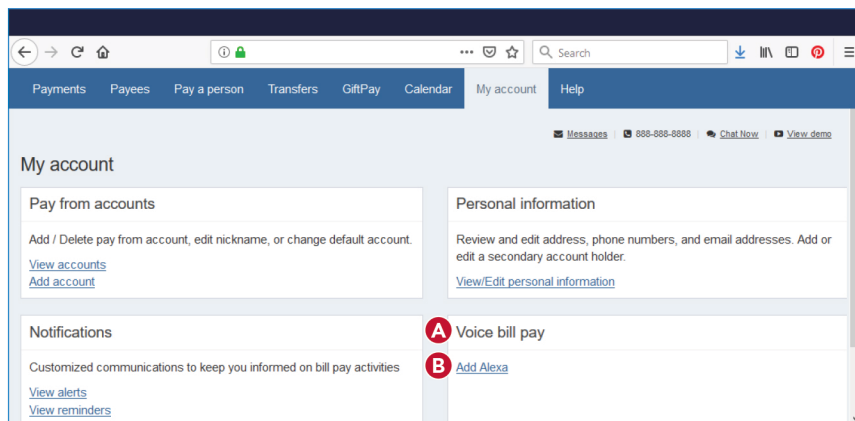 Search
Payments Payees Pay a person Transfers GiftPay Calendar My account Help
Messages | 888-888-8888 | Chat Now | View demo
My account
Pay from accounts
Add / Delete pay from account, edit nickname, or change default account.
View accounts
Add account
Personal information
Review and edit address, phone numbers, and email addresses. Add or
edit a secondary account holder.
View/Edit personal information
Notifications
Customized communications to keep you informed on bill pay activities
View alerts
View reminders
A Voice bill pay
B Add Alexa